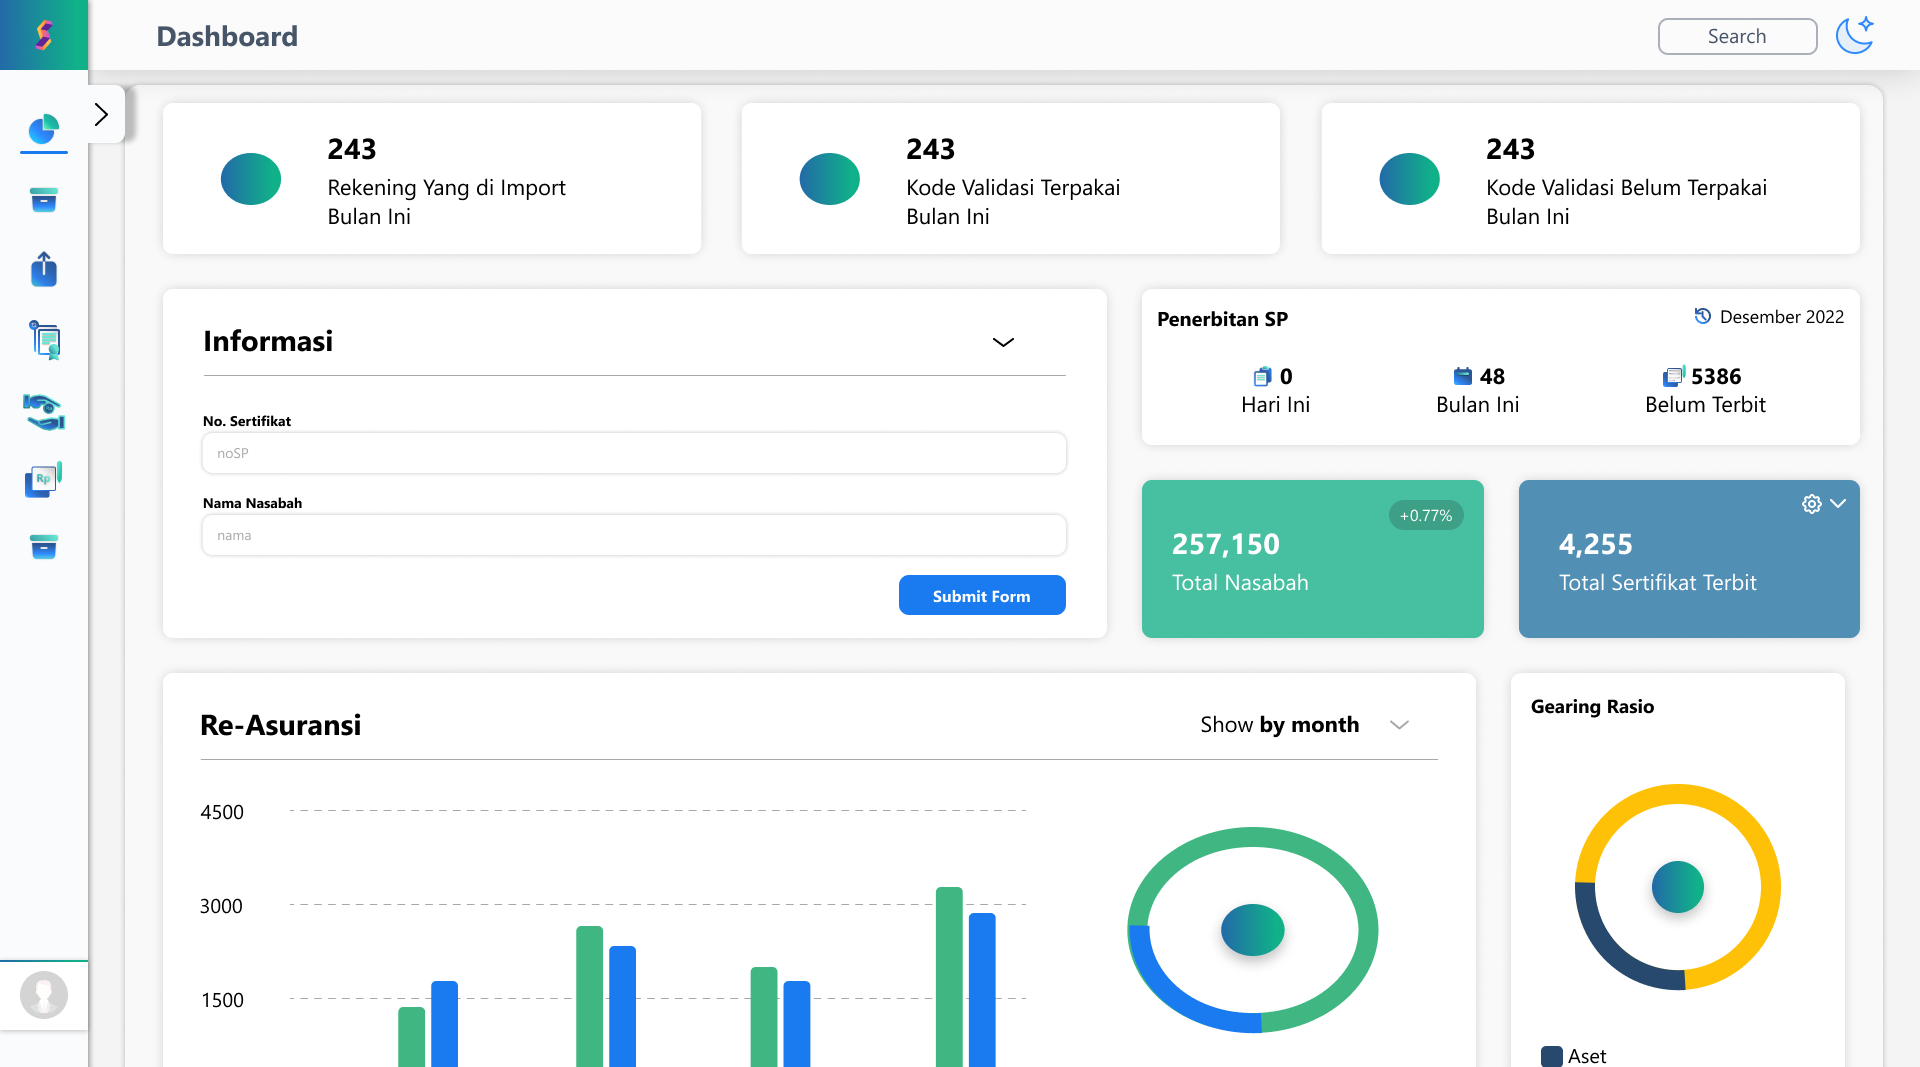 Dashboard
Search
243
Rekening Yang di Import
Bulan Ini
243
Kode Validasi Terpakai
Bulan Ini
243
Kode Validasi Belum Terpakai
Bulan Ini
Informasi
No. Sertifikat
noSP
Nama Nasabah
nama
Submit Form
Penerbitan SP
Desember 2022
0
Hari Ini
48
Bulan Ini
5386
Belum Terbit
+0.77%
257,150
Total Nasabah
4,255
Total Sertifikat Terbit
Rp
Re-Asuransi
Show by month
4500
3000
1500
Gearing Rasio
Aset